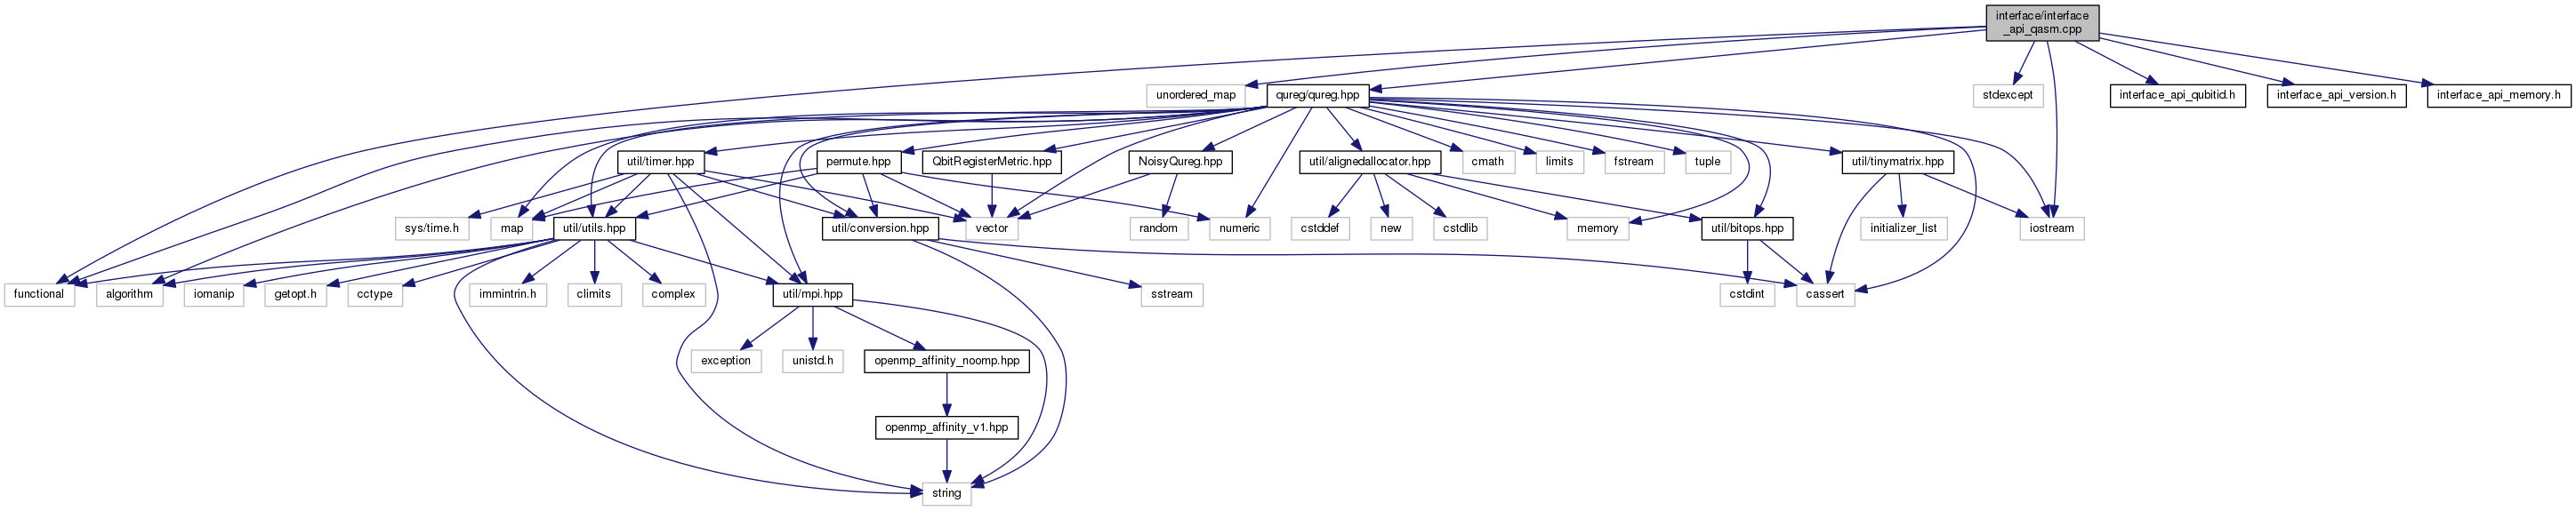 interface/interface
_api_qasm.cpp
unordered_map
qureg/qureg.hpp
stdexcept
interface_api_qubitid.h
interface_api_version.h
interface_api_memory.h
util/timer.hpp
permute.hpp
QbitRegisterMetric.hpp
NoisyQureg.hpp
util/alignedallocator.hpp
cmath
limits
fstream
tuple
util/tinymatrix.hpp
sys/time.h
map
util/utils.hpp
util/conversion.hpp
vector
random
numeric
cstddef
new
cstdlib
memory
util/bitops.hpp
initializer_list
iostream
functional
algorithm
iomanip
getopt.h
cctype
immintrin.h
climits
complex
util/mpi.hpp
sstream
cstdint
cassert
exception
unistd.h
openmp_affinity_noomp.hpp
openmp_affinity_v1.hpp
string